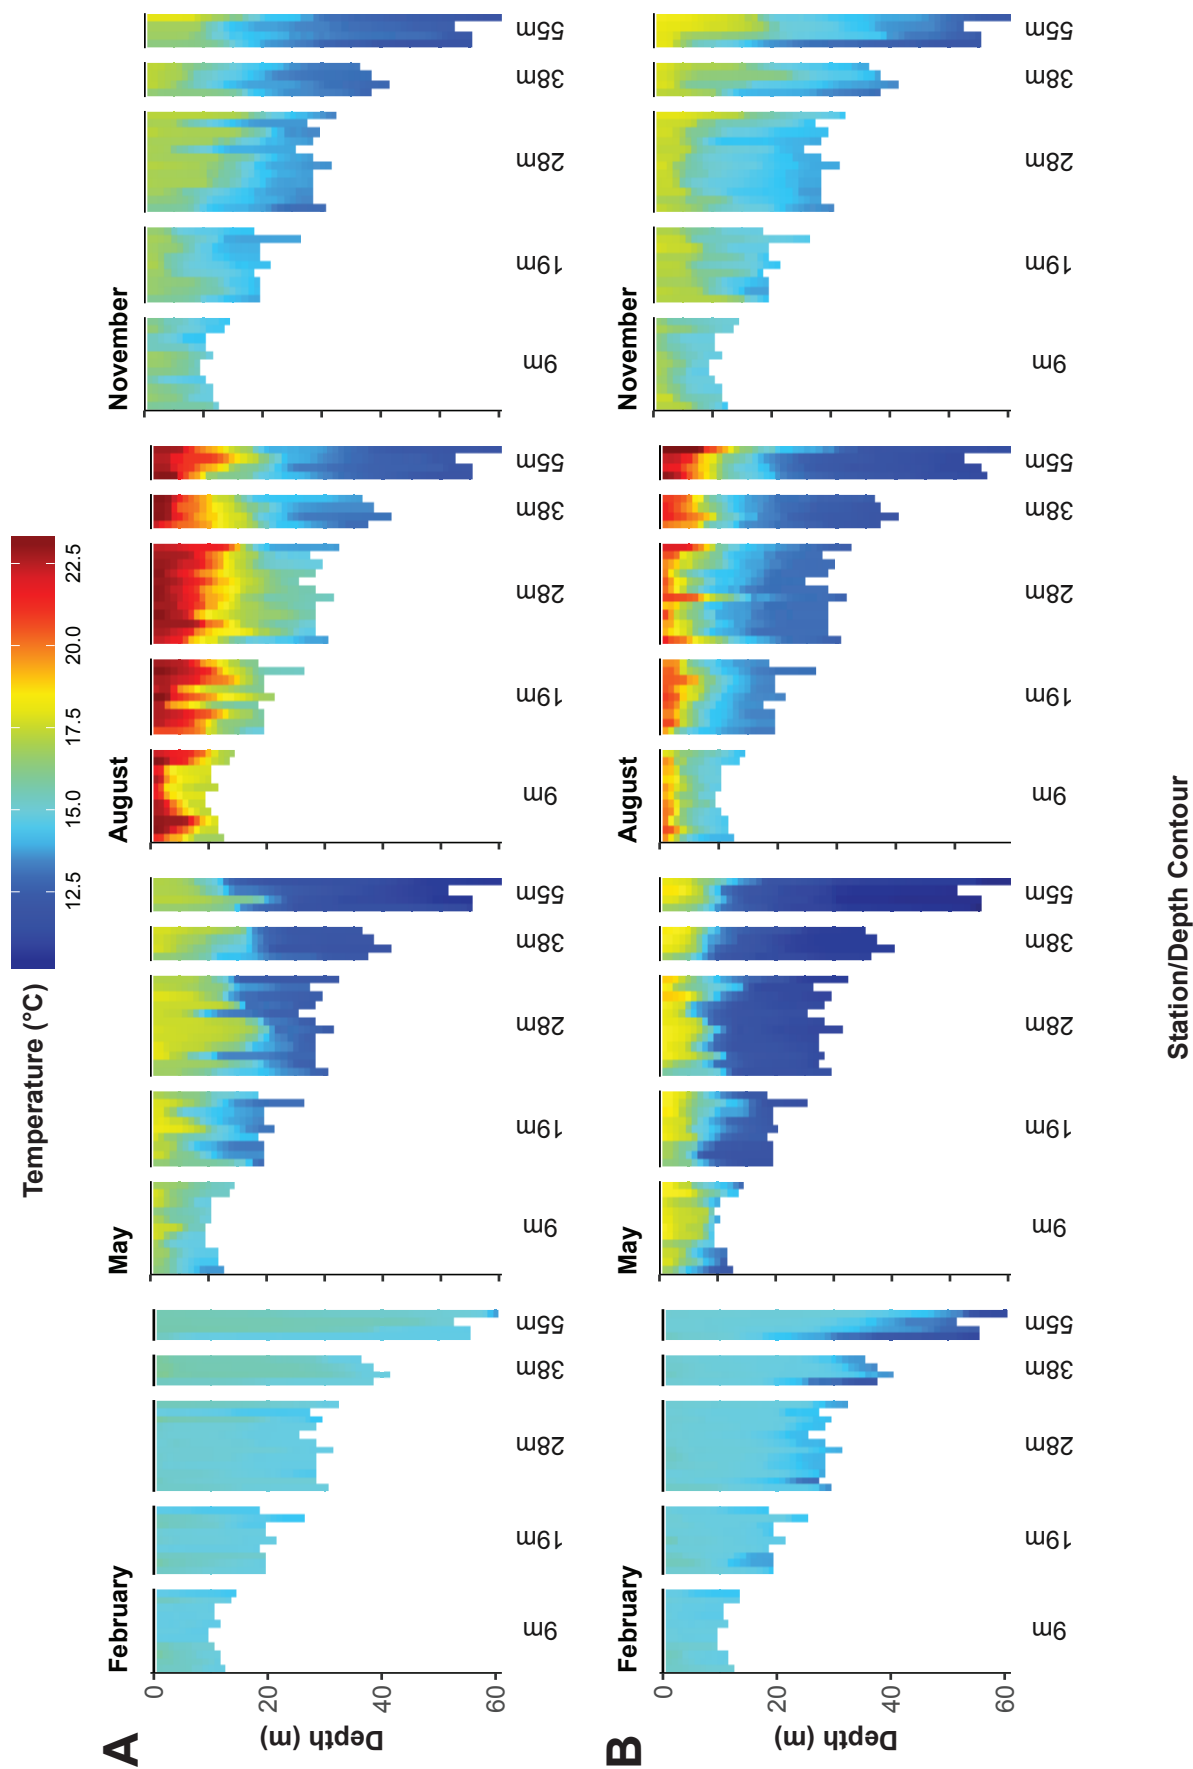 Temperature (°C)
12.5 15.0 17.5 20.0 22.5
A
February May August November
Depth (m)
0
20
40
60
9m 19m 28m 38m 55m 9m 19m 28m 38m 55m 9m 19m 28m 38m 55m 9m 19m 28m 38m 55m
B
February May August November
Depth (m)
0
20
40
60
9m 19m 28m 38m 55m 9m 19m 28m 38m 55m 9m 19m 28m 38m 55m 9m 19m 28m 38m 55m
Station/Depth Contour